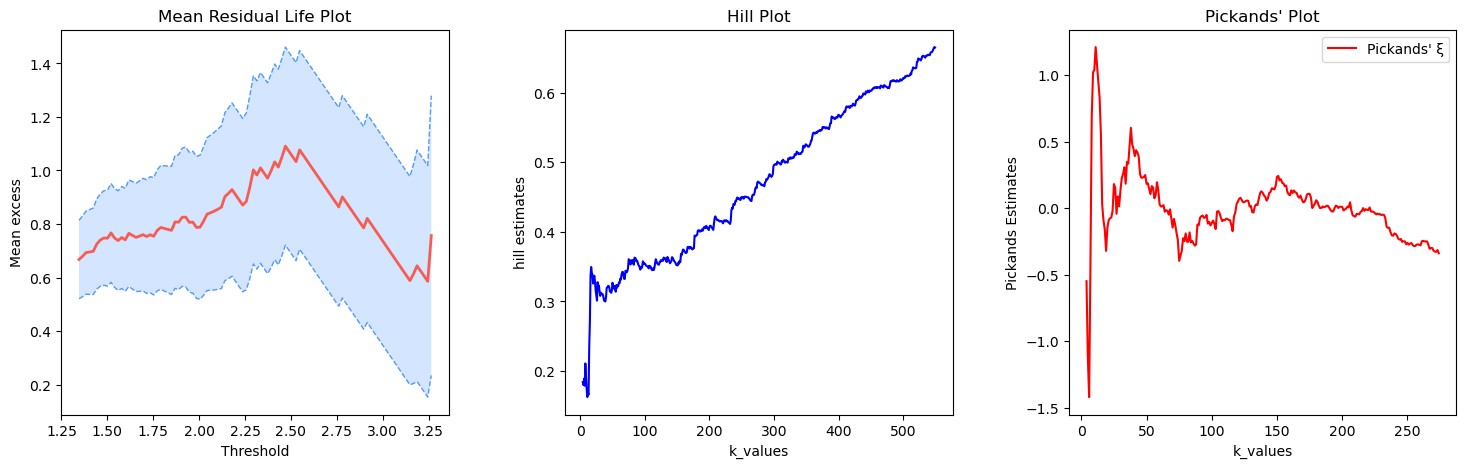 Mean Residual Life Plot
Mean excess
1.4
1.2
1.0
0.8
0.6
0.4
0.2
1.25 1.50 1.75 2.00 2.25 2.50 2.75 3.00 3.25
Threshold
Hill Plot
hill estimates
0.6
0.5
0.4
0.3
0.2
0 100 200 300 400 500
k_values
Pickands' Plot
Pickands' ξ
Pickands Estimates
1.0
0.5
0.0
−0.5
−1.0
−1.5
0 50 100 150 200 250
k_values